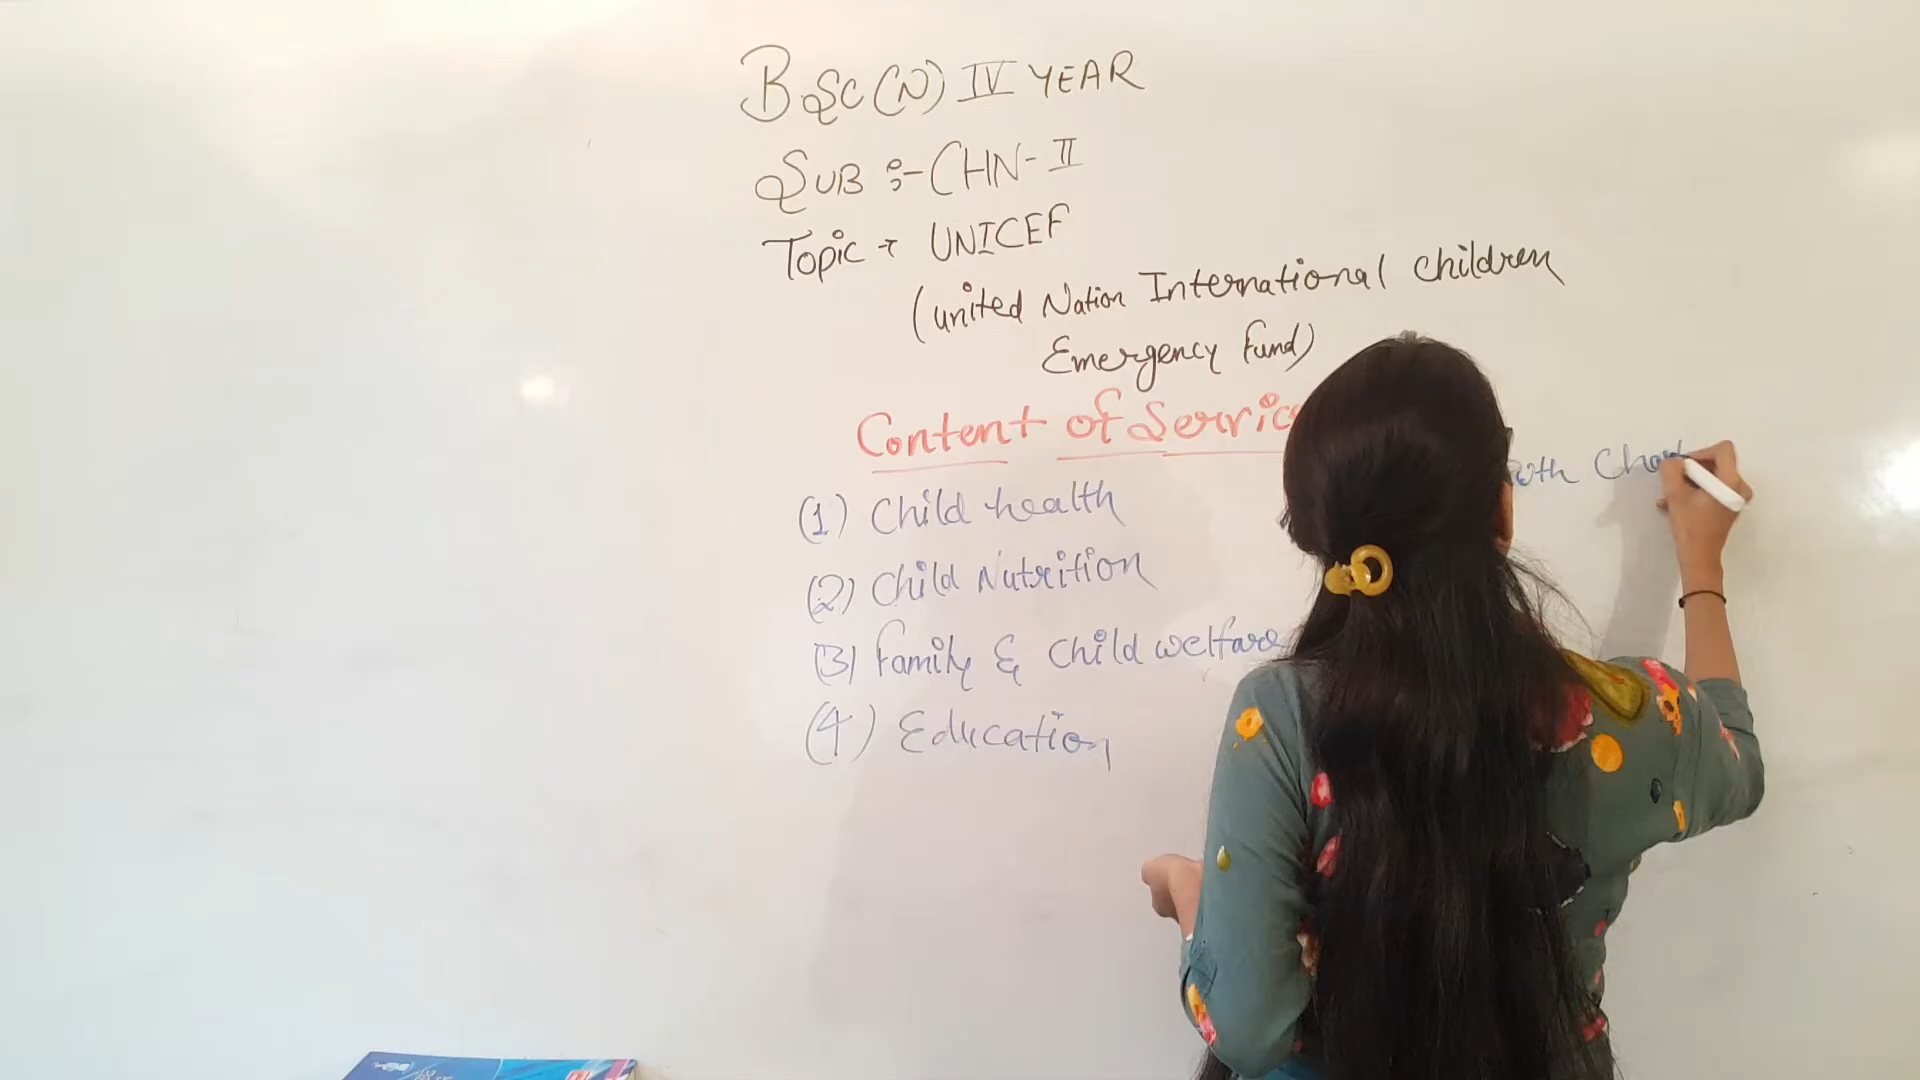 BSC (N) IV YEAR
SUB :- CHN- II
Topic → UNICEF
(united Nation International children
Emergency fund)
Content of
(1) Child health
(2) Child Nutrition
(3) Family & Child welfare
(4) Education